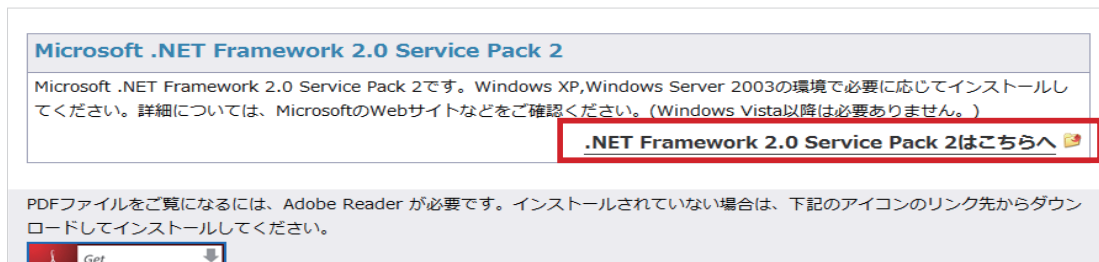 Microsoft .NET Framework 2.0 Service Pack 2
Microsoft .NET Framework 2.0 Service Pack 2です。Windows XP,Windows Server 2003の環境で必要に応じてインストールし
てください。詳細については、MicrosoftのWebサイトなどをご確認ください。(Windows Vista以降は必要ありません。)
.NET Framework 2.0 Service Pack 2はこちらへ
PDFファイルをご覧になるには、Adobe Reader が必要です。インストールされていない場合は、下記のアイコンのリンク先からダウン
ロードしてインストールしてください。
Get